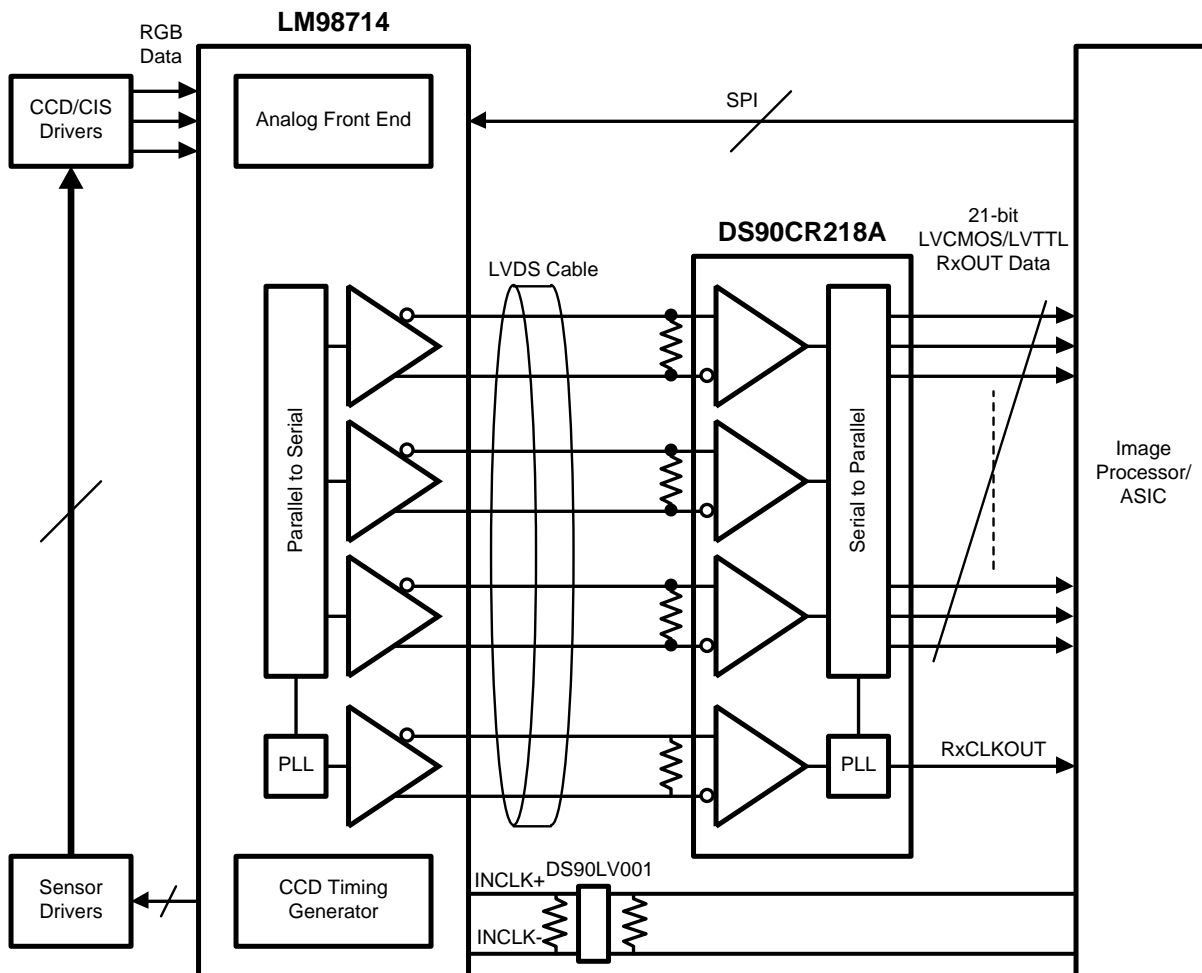 LM98714
RGB
Data
CCD/CIS
Drivers
Analog Front End
SPI
DS90CR218A
21-bit
LVCMOS/LVTTL
RxOUT Data
LVDS Cable
Parallel to Serial
Serial to Parallel
Image
Processor/
ASIC
PLL
PLL
RxCLKOUT
Sensor
Drivers
CCD Timing
Generator
INCLK+
DS90LV001
INCLK-